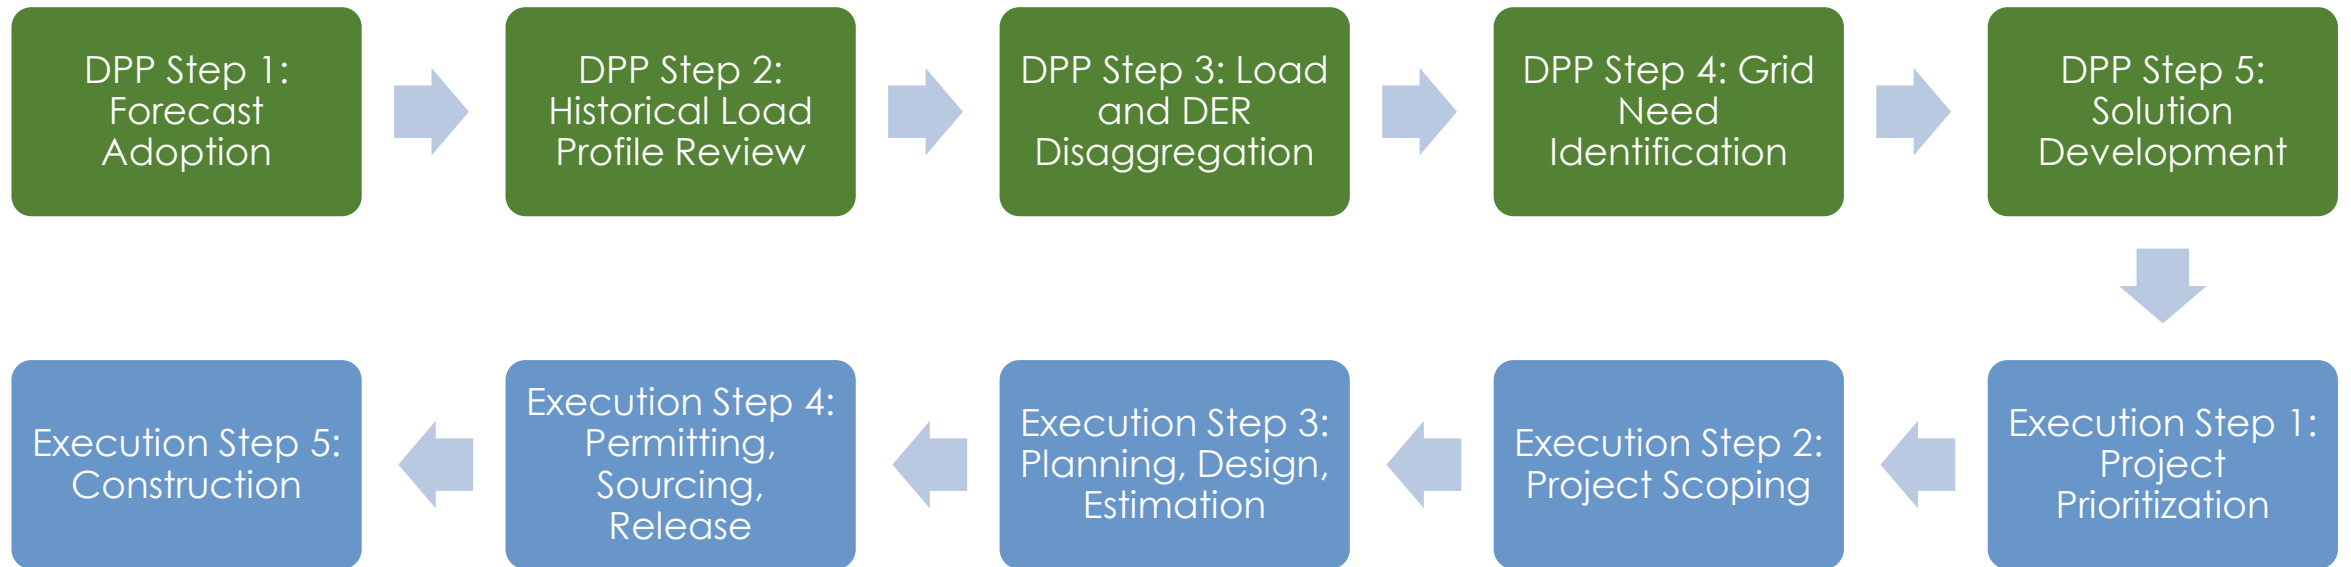 DPP Step 1:
Forecast
Adoption
DPP Step 2:
Historical Load
Profile Review
DPP Step 3: Load
and DER
Disaggregation
DPP Step 4: Grid
Need
Identification
DPP Step 5:
Solution
Development
Execution Step 1:
Project
Prioritization
Execution Step 2:
Project Scoping
Execution Step 3:
Planning, Design,
Estimation
Execution Step 4:
Permitting,
Sourcing,
Release
Execution Step 5:
Construction